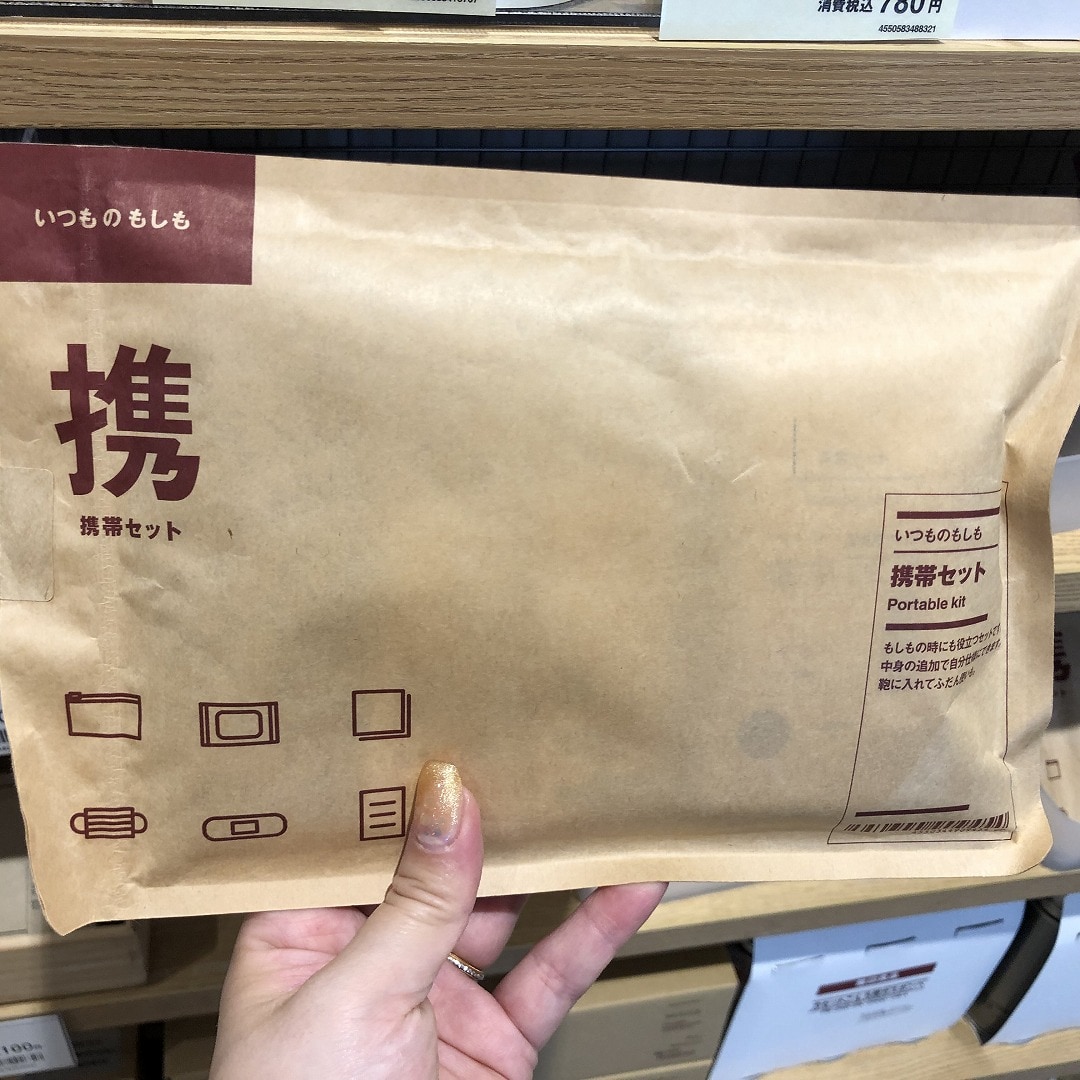 消費税込 780円
4550583488321
いつものもしも
携
携帯セット
いつものもしも
携帯セット
Portable kit
もしもの時にも役立つセットです
中身の追加で自分仕様にできます。
鞄に入れてふだん使いも。
100